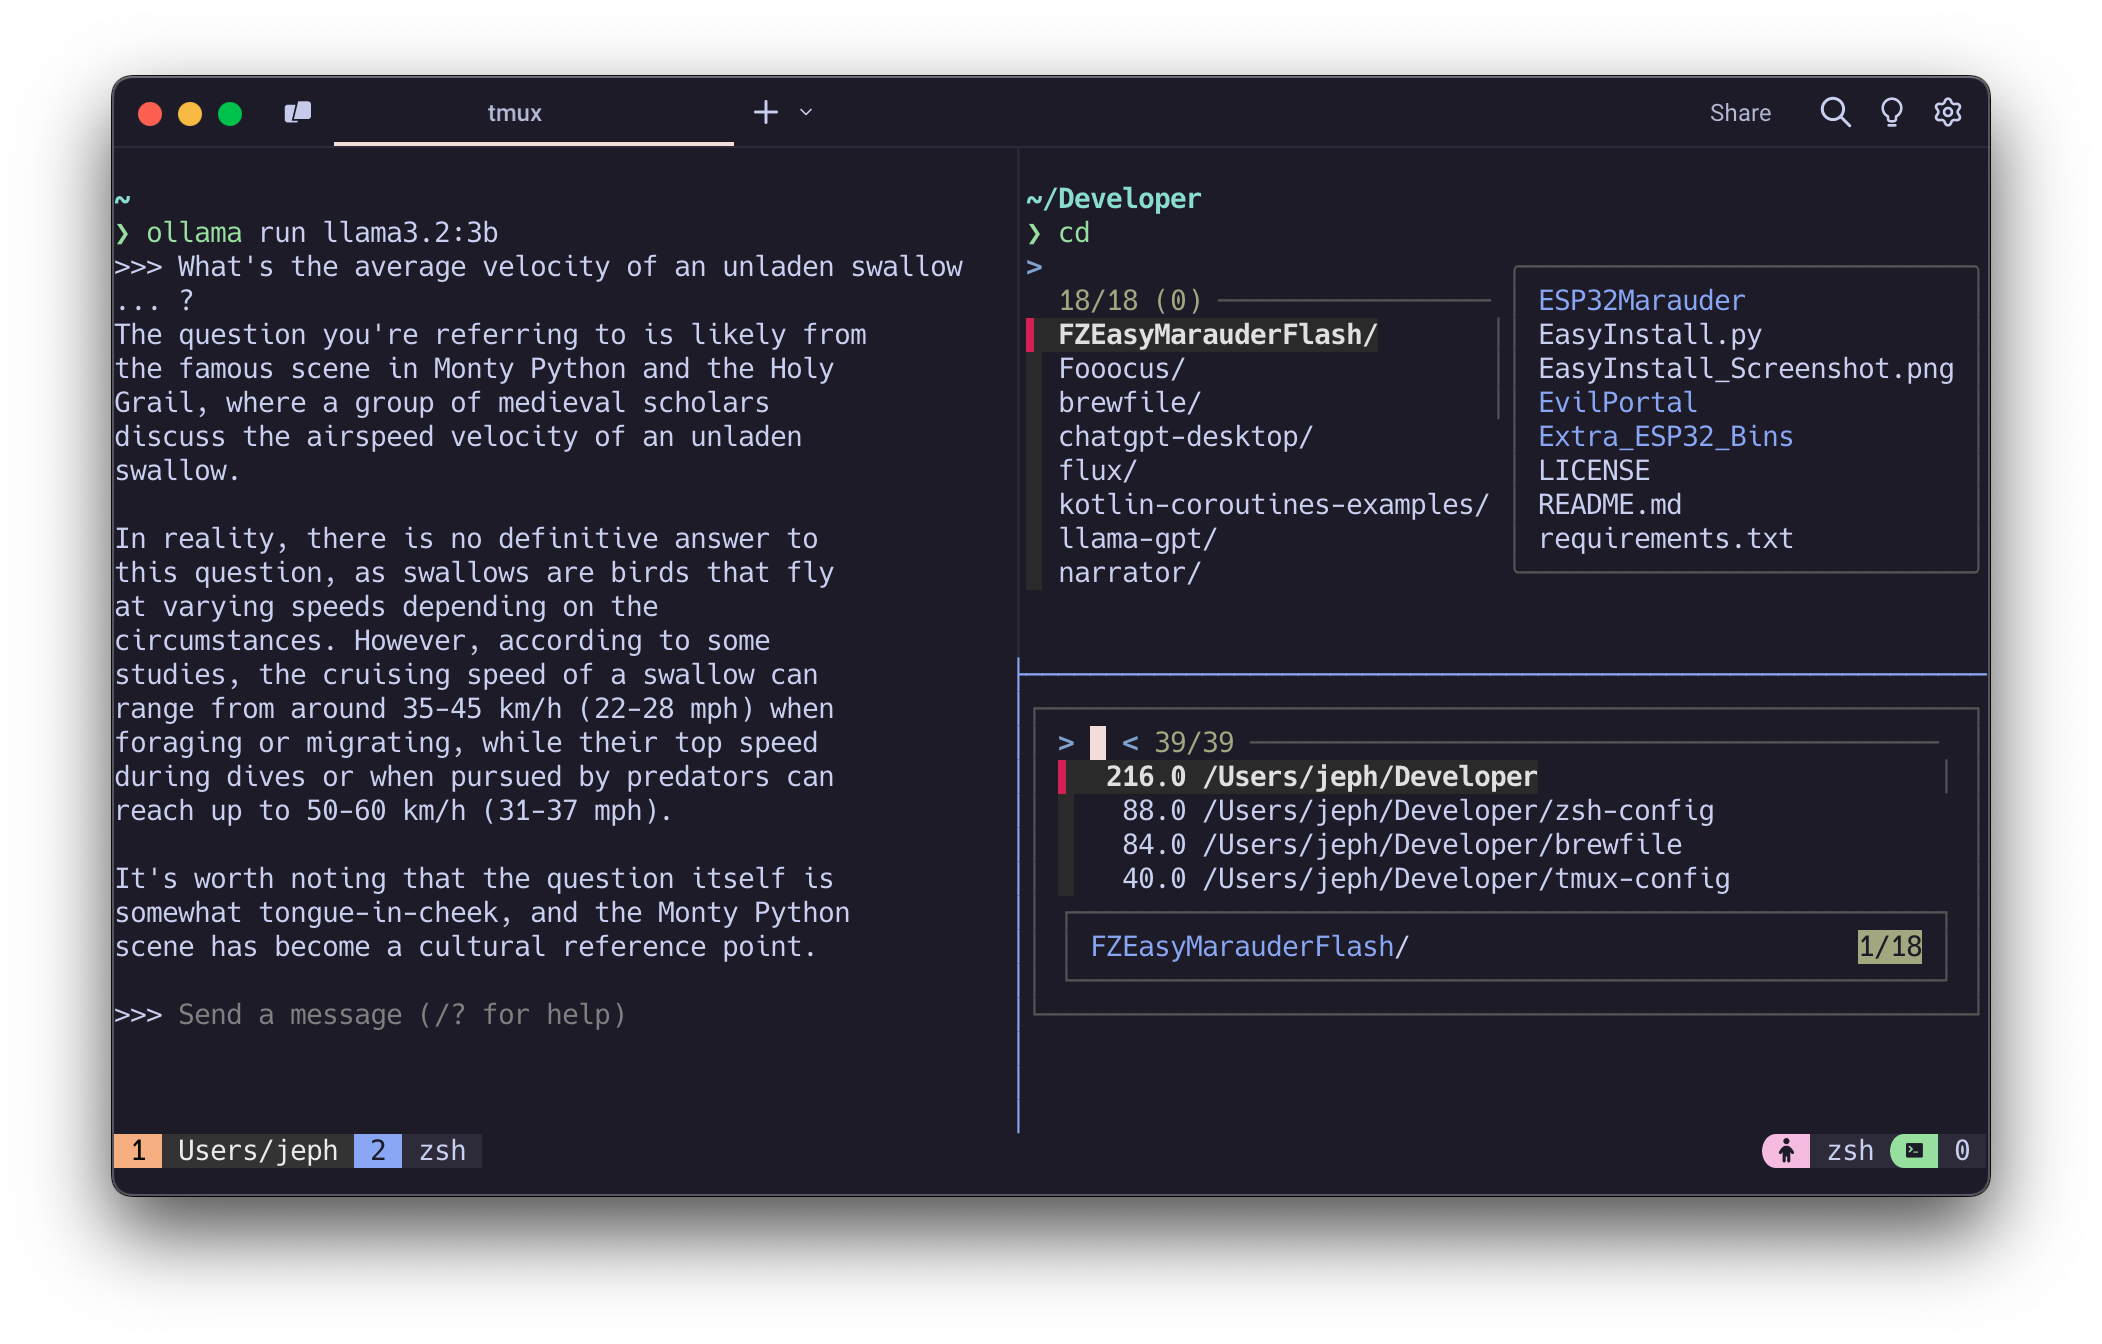 tmux
Share
~
❯ ollama run llama3.2:3b
>>> What's the average velocity of an unladen swallow
... ?
The question you're referring to is likely from
the famous scene in Monty Python and the Holy
Grail, where a group of medieval scholars
discuss the airspeed velocity of an unladen
swallow.
In reality, there is no definitive answer to
this question, as swallows are birds that fly
at varying speeds depending on the
circumstances. However, according to some
studies, the cruising speed of a swallow can
range from around 35-45 km/h (22-28 mph) when
foraging or migrating, while their top speed
during dives or when pursued by predators can
reach up to 50-60 km/h (31-37 mph).
It's worth noting that the question itself is
somewhat tongue-in-cheek, and the Monty Python
scene has become a cultural reference point.
>>> Send a message (/? for help)
~/Developer
❯ cd
>
18/18 (0)
FZEasyMarauderFlash/
Fooocus/
brewfile/
chatgpt-desktop/
flux/
kotlin-coroutines-examples/
llama-gpt/
narrator/
ESP32Marauder
EasyInstall.py
EasyInstall_Screenshot.png
EvilPortal
Extra_ESP32_Bins
LICENSE
README.md
requirements.txt
> < 39/39
216.0 /Users/jeph/Developer
88.0 /Users/jeph/Developer/zsh-config
84.0 /Users/jeph/Developer/brewfile
40.0 /Users/jeph/Developer/tmux-config
FZEasyMarauderFlash/ 1/18
1 Users/jeph 2 zsh
zsh 0